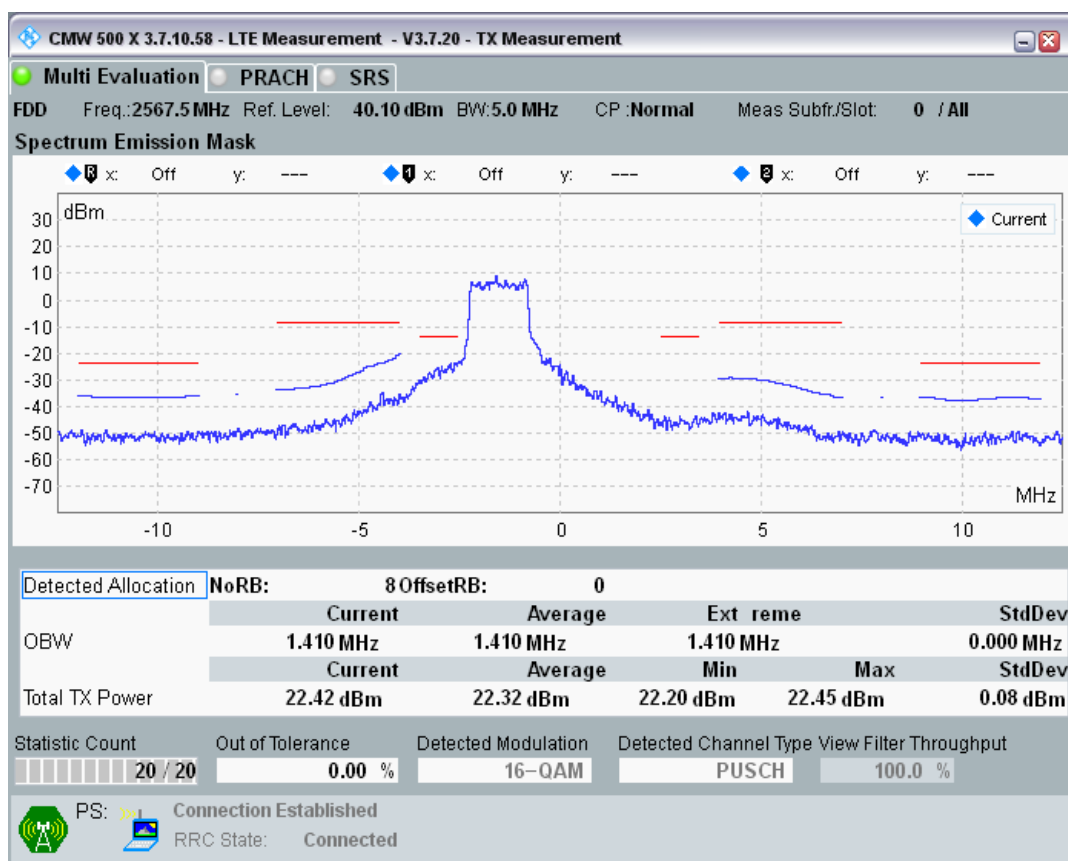 CMW 500 X 3.7.10.58 - LTE Measurement - V3.7.20 - TX Measurement
Multi Evaluation PRACH SRS
FDD Freq.:2567.5 MHz Ref. Level: 40.10 dBm BW:5.0 MHz CP :Normal Meas Subfr./Slot: 0 / All
Spectrum Emission Mask
R x: Off y: --- 1 x: Off y: --- 2 x: Off y: ---
dBm
Current
30
20
10
0
-10
-20
-30
-40
-50
-60
-70
MHz
-10 -5 0 5 10
Detected Allocation NoRB: 8 OffsetRB: 0
Current Average Ext reme StdDev
OBW 1.410 MHz 1.410 MHz 1.410 MHz 0.000 MHz
Current Average Min Max StdDev
Total TX Power 22.42 dBm 22.32 dBm 22.20 dBm 22.45 dBm 0.08 dBm
Statistic Count Out of Tolerance Detected Modulation Detected Channel Type View Filter Throughput
20 / 20 0.00 % 16-QAM PUSCH 100.0 %
PS: Connection Established
RRC State: Connected